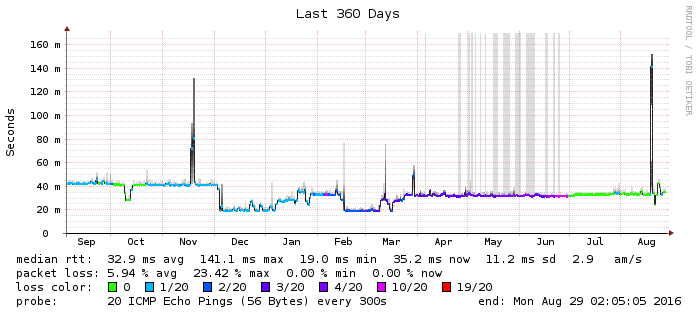 Last 360 Days
RRDTOOL / TOBI OETIKER
Seconds
160 m
140 m
120 m
100 m
80 m
60 m
40 m
20 m
0
Sep Oct Nov Dec Jan Feb Mar Apr May Jun Jul Aug
median rtt: 32.9 ms avg 141.1 ms max 19.0 ms min 35.2 ms now 11.2 ms sd 2.9 am/s
packet loss: 5.94 % avg 23.42 % max 0.00 % min 0.00 % now
loss color: 0 1/20 2/20 3/20 4/20 10/20 19/20
probe: 20 ICMP Echo Pings (56 Bytes) every 300s end: Mon Aug 29 02:05:05 2016